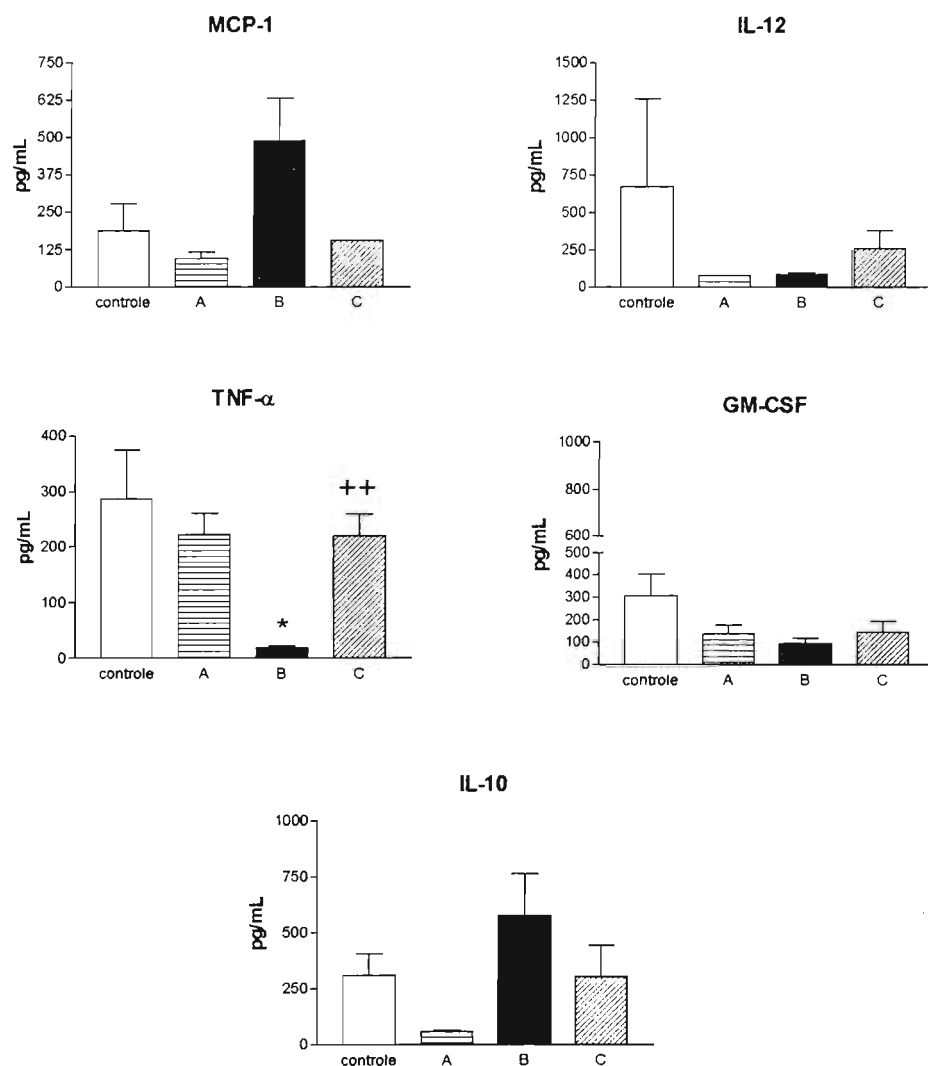 MCP-1
pg/mL
750
625
500
375
250
125
0
controle A B C
IL-12
pg/mL
1500
1250
1000
750
500
250
0
controle A B C
TNF-α
pg/mL
400
300
200
100
0
*
++
controle A B C
GM-CSF
pg/mL
1000
800
600
500
400
300
200
100
0
controle A B C
IL-10
pg/mL
1000
750
500
250
0
controle A B C